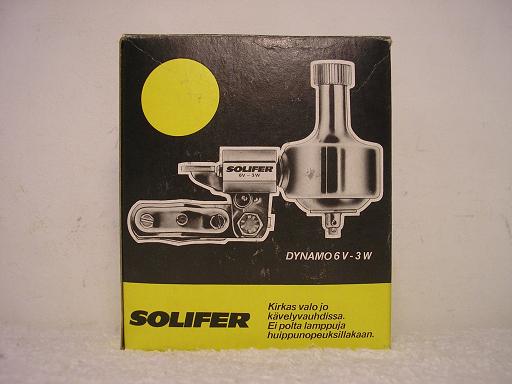 SOLIFER
6V-3W
DYNAMO 6 V - 3 W
SOLIFER
Kirkas valo jo
kävelyvauhdissa.
Ei polta lamppuja
huippunopeuksillakaan.